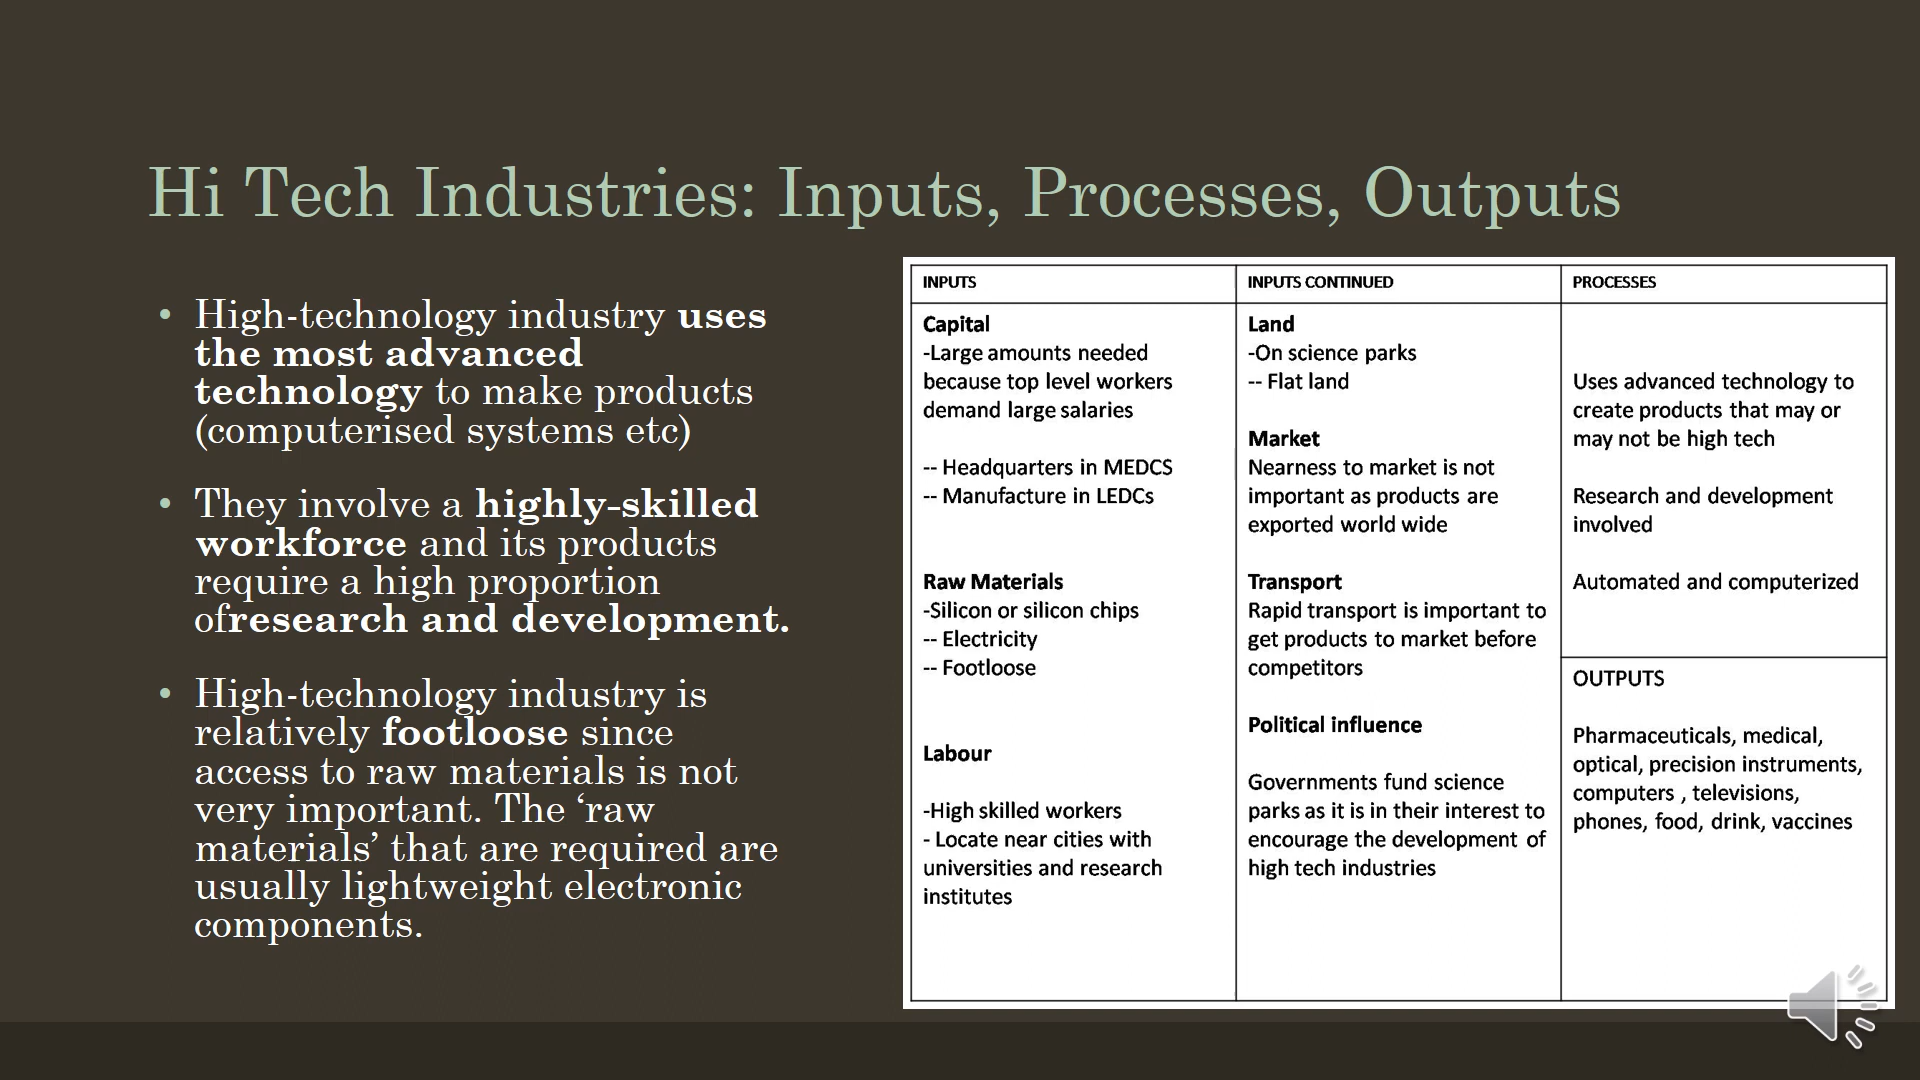 Hi Tech Industries: Inputs, Processes, Outputs
• High-technology industry uses
the most advanced
technology to make products
(computerised systems etc)
• They involve a highly-skilled
workforce and its products
require a high proportion
ofresearch and development.
• High-technology industry is
relatively footloose since
access to raw materials is not
very important. The ‘raw
materials’ that are required are
usually lightweight electronic
components.
INPUTS
Capital
-Large amounts needed
because top level workers
demand large salaries
-- Headquarters in MEDCS
-- Manufacture in LEDCs
Raw Materials
-Silicon or silicon chips
-- Electricity
-- Footloose
Labour
-High skilled workers
- Locate near cities with
universities and research
institutes
INPUTS CONTINUED
Land
-On science parks
-- Flat land
Market
Nearness to market is not
important as products are
exported world wide
Transport
Rapid transport is important to
get products to market before
competitors
Political influence
Governments fund science
parks as it is in their interest to
encourage the development of
high tech industries
PROCESSES
Uses advanced technology to
create products that may or
may not be high tech
Research and development
involved
Automated and computerized
OUTPUTS
Pharmaceuticals, medical,
optical, precision instruments,
computers , televisions,
phones, food, drink, vaccines